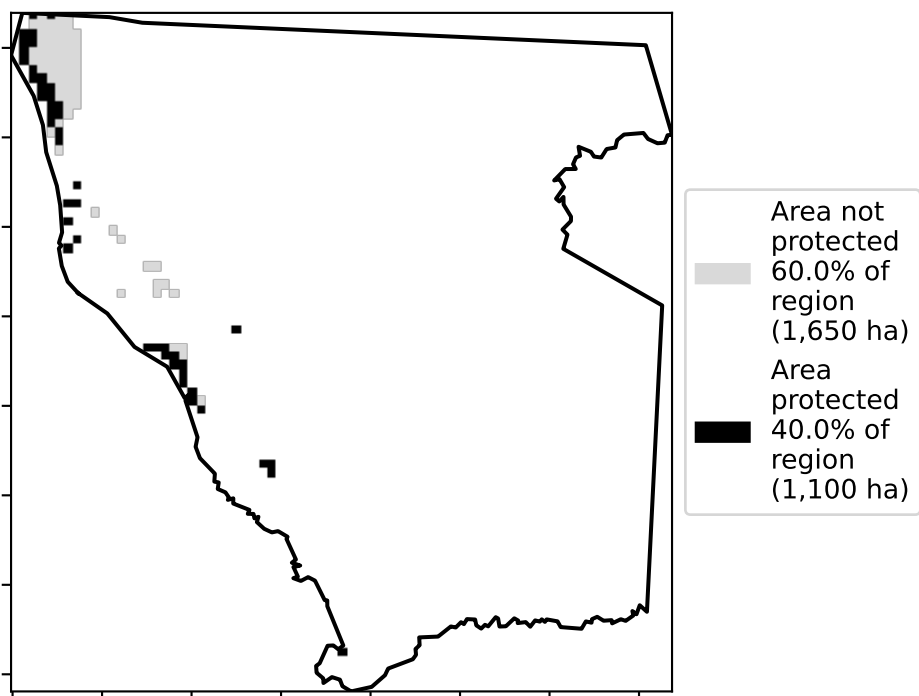 Area not
protected
60.0% of
region
(1,650 ha)
Area
protected
40.0% of
region
(1,100 ha)